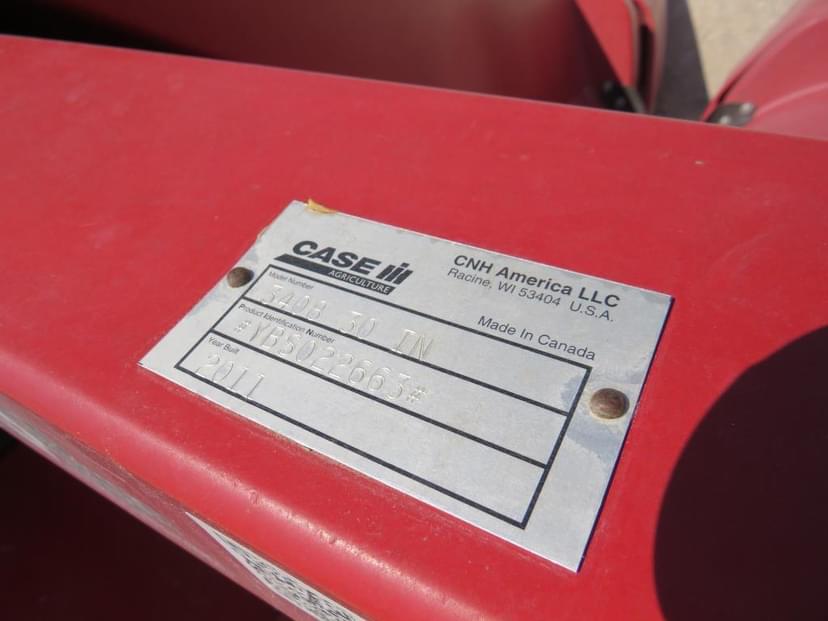 CASE IH
AGRICULTURE
CNH America LLC
Racine, WI 53404 U.S.A.
Made in Canada
Model Number
3408 30 IN
Product Identification Number
#YBS022663#
Year Built
2011